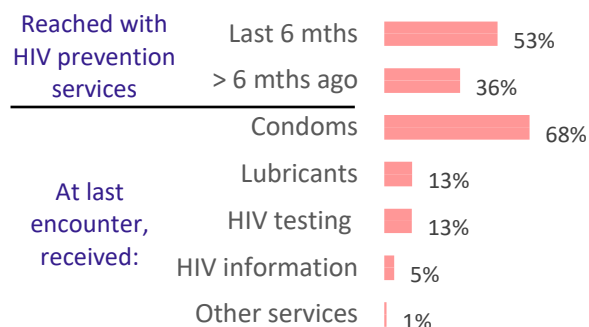 Reached with
HIV prevention
services
Last 6 mths 53%
> 6 mths ago 36%
At last
encounter,
received:
Condoms 68%
Lubricants 13%
HIV testing 13%
HIV information 5%
Other services 1%